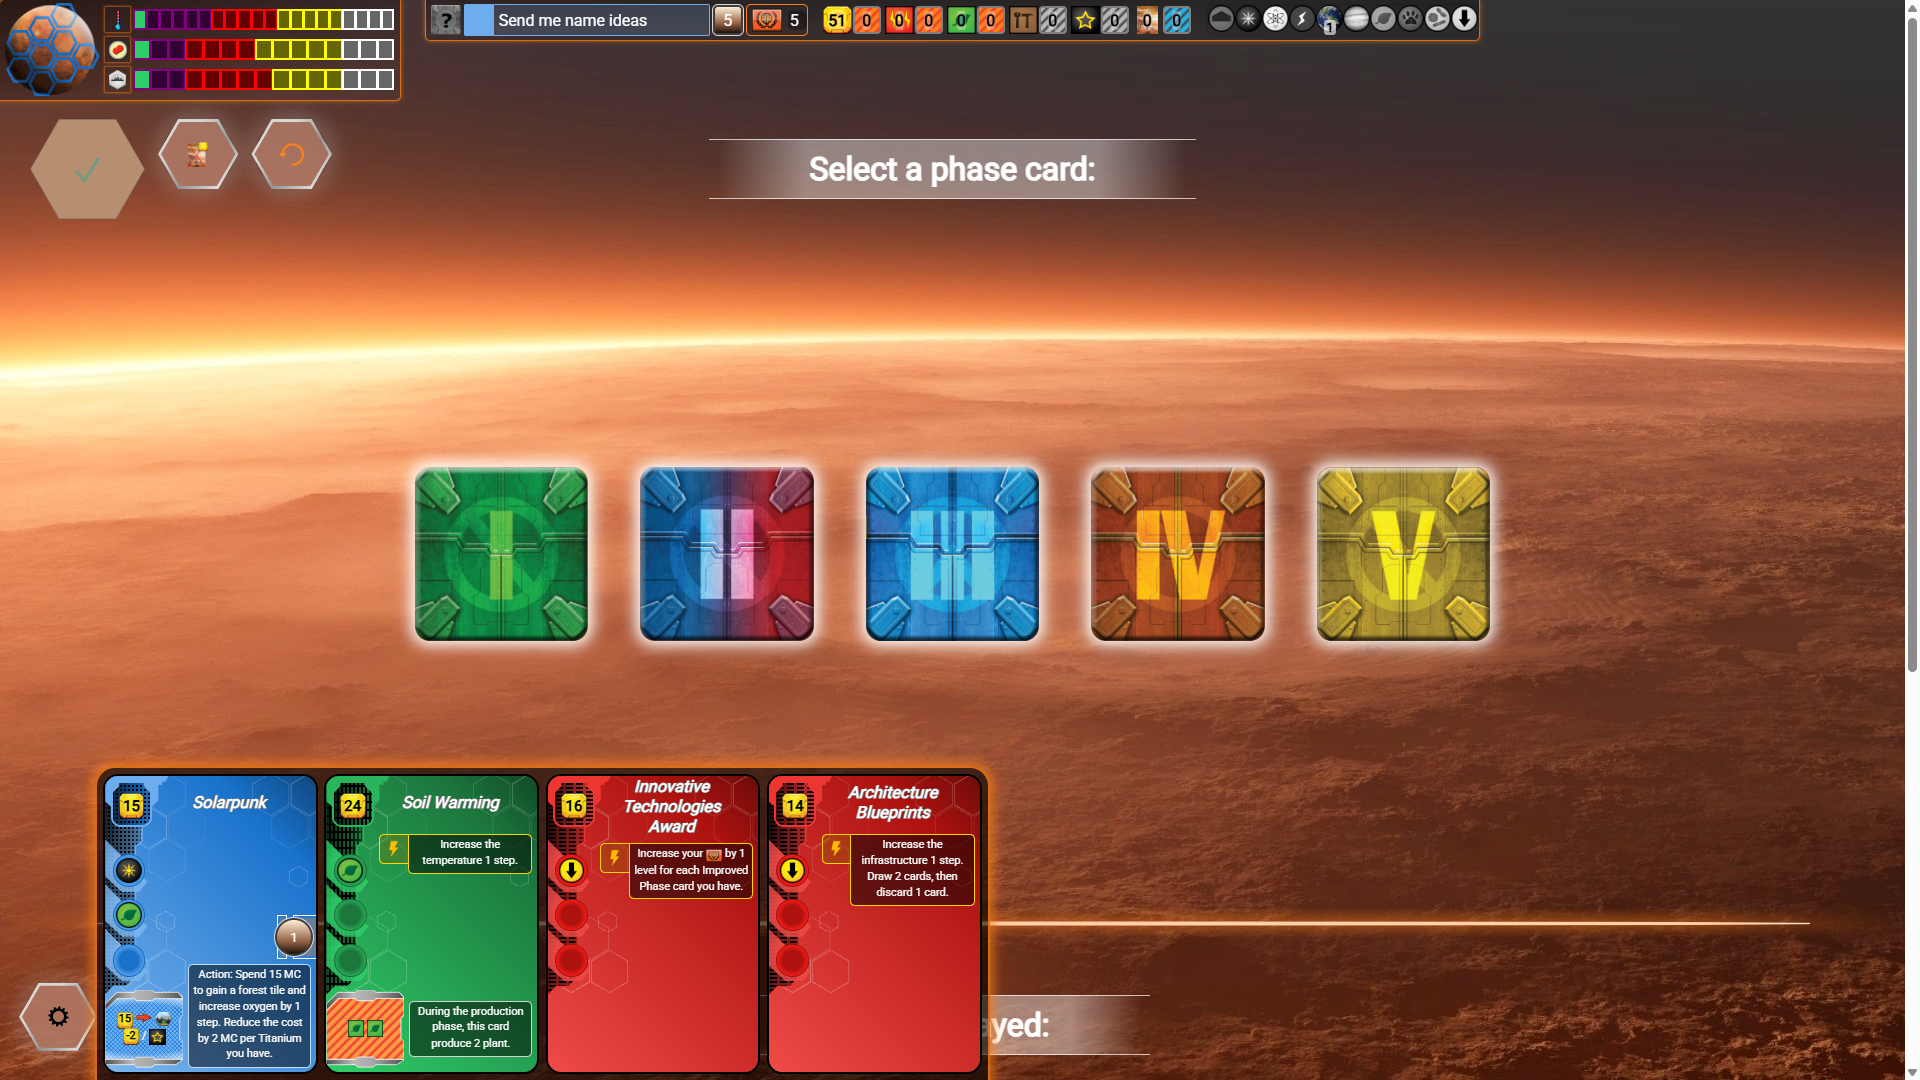 ?
Send me name ideas
5
5
51
0
0
0
0
0
0
0
0
0
1
Select a phase card:
I
II
III
IV
V
15
Solarpunk
1
Action: Spend 15 MC
to gain a forest tile and
increase oxygen by 1
step. Reduce the cost
by 2 MC per Titanium
you have.
15
-2 /
24
Soil Warming
Increase the
temperature 1 step.
During the production
phase, this card
produce 2 plant.
16
Innovative
Technologies
Award
Increase your by 1
level for each Improved
Phase card you have.
14
Architecture
Blueprints
Increase the
infrastructure 1 step.
Draw 2 cards, then
discard 1 card.
ayed: